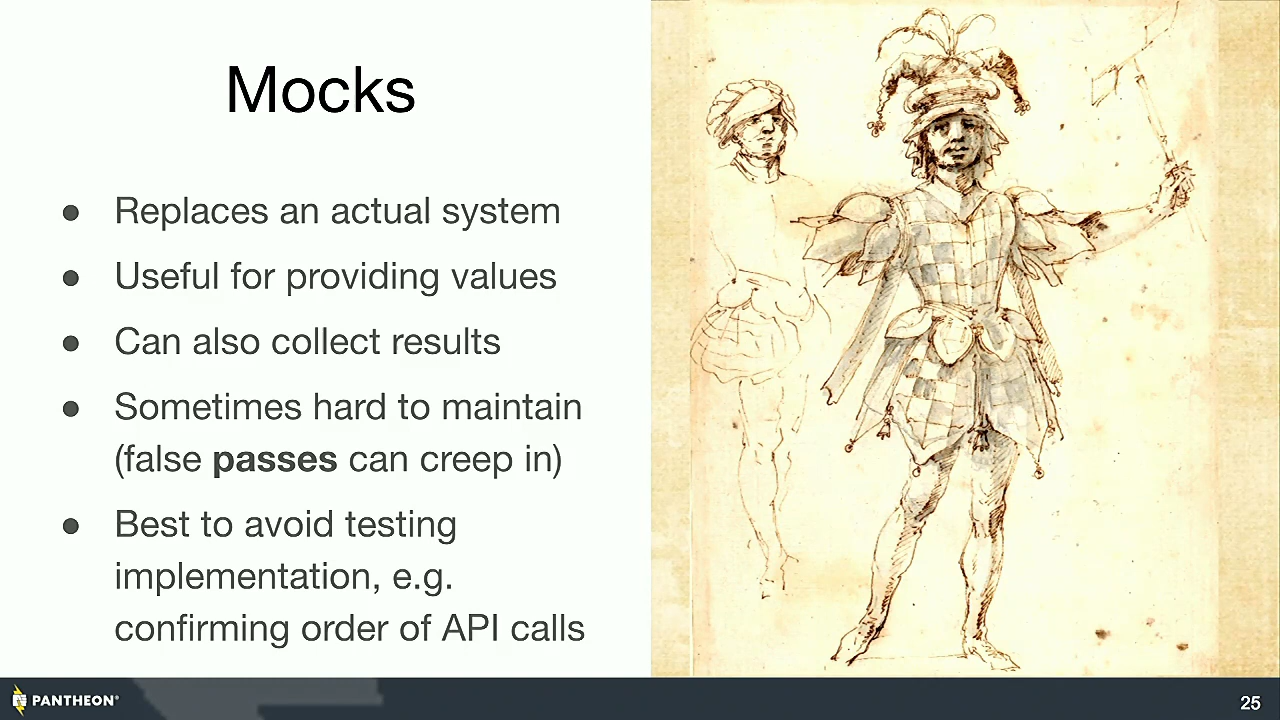 Mocks
● Replaces an actual system
● Useful for providing values
● Can also collect results
● Sometimes hard to maintain
(false passes can creep in)
● Best to avoid testing
implementation, e.g.
confirming order of API calls
PANTHEON®
25